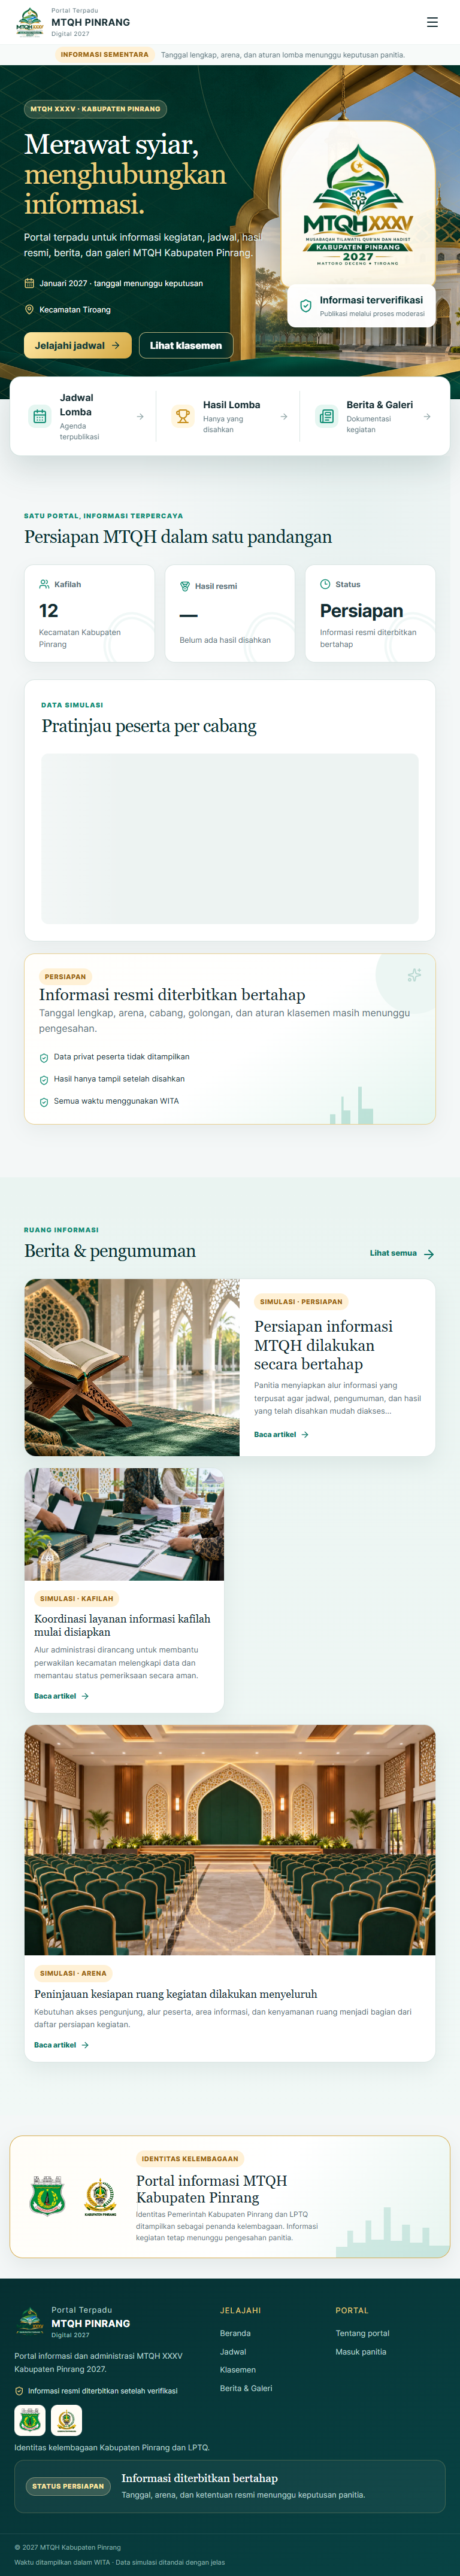 Portal Terpadu
MTQH PINRANG
Digital 2027
INFORMASI SEMENTARA Tanggal lengkap, arena, dan aturan lomba menunggu keputusan panitia.
MTQH XXXV · KABUPATEN PINRANG
Merawat syiar,
menghubungkan
informasi.
Portal terpadu untuk informasi kegiatan, jadwal, hasil
resmi, berita, dan galeri MTQH Kabupaten Pinrang.
Januari 2027 · tanggal menunggu keputusan
Kecamatan Tiroang
Jelajahi jadwal
Lihat klasemen
MTQH XXXV
MUSABAQAH TILAWATIL QUR'AN DAN HADIST
KABUPATEN PINRANG
2027
MATTURO DECENG • TIROANG
Informasi terverifikasi
Publikasi melalui proses moderasi
Jadwal
Lomba
Agenda
terpublikasi
Hasil Lomba
Hanya yang
disahkan
Berita & Galeri
Dokumentasi
kegiatan
SATU PORTAL, INFORMASI TERPERCAYA
Persiapan MTQH dalam satu pandangan
Kafilah
12
Kecamatan Kabupaten
Pinrang
Hasil resmi
—
Belum ada hasil disahkan
Status
Persiapan
Informasi resmi diterbitkan
bertahap
DATA SIMULASI
Pratinjau peserta per cabang
PERSIAPAN
Informasi resmi diterbitkan bertahap
Tanggal lengkap, arena, cabang, golongan, dan aturan klasemen masih menunggu
pengesahan.
Data privat peserta tidak ditampilkan
Hasil hanya tampil setelah disahkan
Semua waktu menggunakan WITA
RUANG INFORMASI
Berita & pengumuman
Lihat semua
SIMULASI · PERSIAPAN
Persiapan informasi
MTQH dilakukan
secara bertahap
Panitia menyiapkan alur informasi yang
terpusat agar jadwal, pengumuman, dan hasil
yang telah disahkan mudah diakses...
Baca artikel
SIMULASI · KAFILAH
Koordinasi layanan informasi kafilah
mulai disiapkan
Alur administrasi dirancang untuk membantu
perwakilan kecamatan melengkapi data dan
memantau status pemeriksaan secara aman.
Baca artikel
SIMULASI · ARENA
Peninjauan kesiapan ruang kegiatan dilakukan menyeluruh
Kebutuhan akses pengunjung, alur peserta, area informasi, dan kenyamanan ruang menjadi bagian dari
daftar persiapan kegiatan.
Baca artikel
IDENTITAS KELEMBAGAAN
Portal informasi MTQH
Kabupaten Pinrang
Identitas Pemerintah Kabupaten Pinrang dan LPTQ
ditampilkan sebagai penanda kelembagaan. Informasi
kegiatan tetap menunggu pengesahan panitia.
KABUPATEN PINRANG
Portal Terpadu
MTQH PINRANG
Digital 2027
Portal informasi dan administrasi MTQH XXXV
Kabupaten Pinrang 2027.
Informasi resmi diterbitkan setelah verifikasi
Identitas kelembagaan Kabupaten Pinrang dan LPTQ.
JELAJAHI
Beranda
Jadwal
Klasemen
Berita & Galeri
PORTAL
Tentang portal
Masuk panitia
STATUS PERSIAPAN
Informasi diterbitkan bertahap
Tanggal, arena, dan ketentuan resmi menunggu keputusan panitia.
© 2027 MTQH Kabupaten Pinrang
Waktu ditampilkan dalam WITA · Data simulasi ditandai dengan jelas